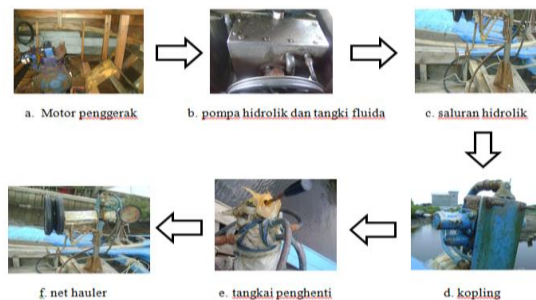 a. Motor penggerak
b. pompa hidrolik dan tangki fluida
c. saluran hidrolik
d. kopling
e. tangkai penghenti
f. net hauler